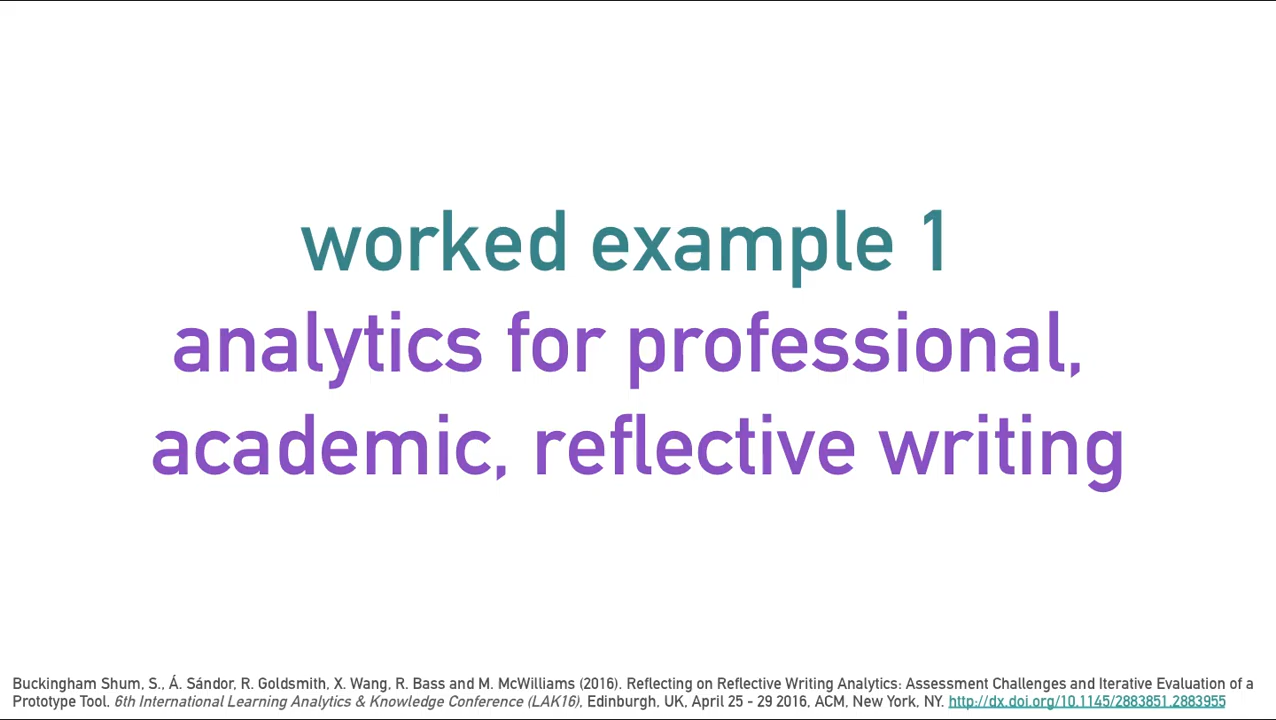 worked example 1
analytics for professional,
academic, reflective writing
Buckingham Shum, S., Á. Sándor, R. Goldsmith, X. Wang, R. Bass and M. McWilliams (2016). Reflecting on Reflective Writing Analytics: Assessment Challenges and Iterative Evaluation of a
Prototype Tool. 6th International Learning Analytics & Knowledge Conference (LAK16), Edinburgh, UK, April 25 - 29 2016, ACM, New York, NY. http://dx.doi.org/10.1145/2883851.2883955